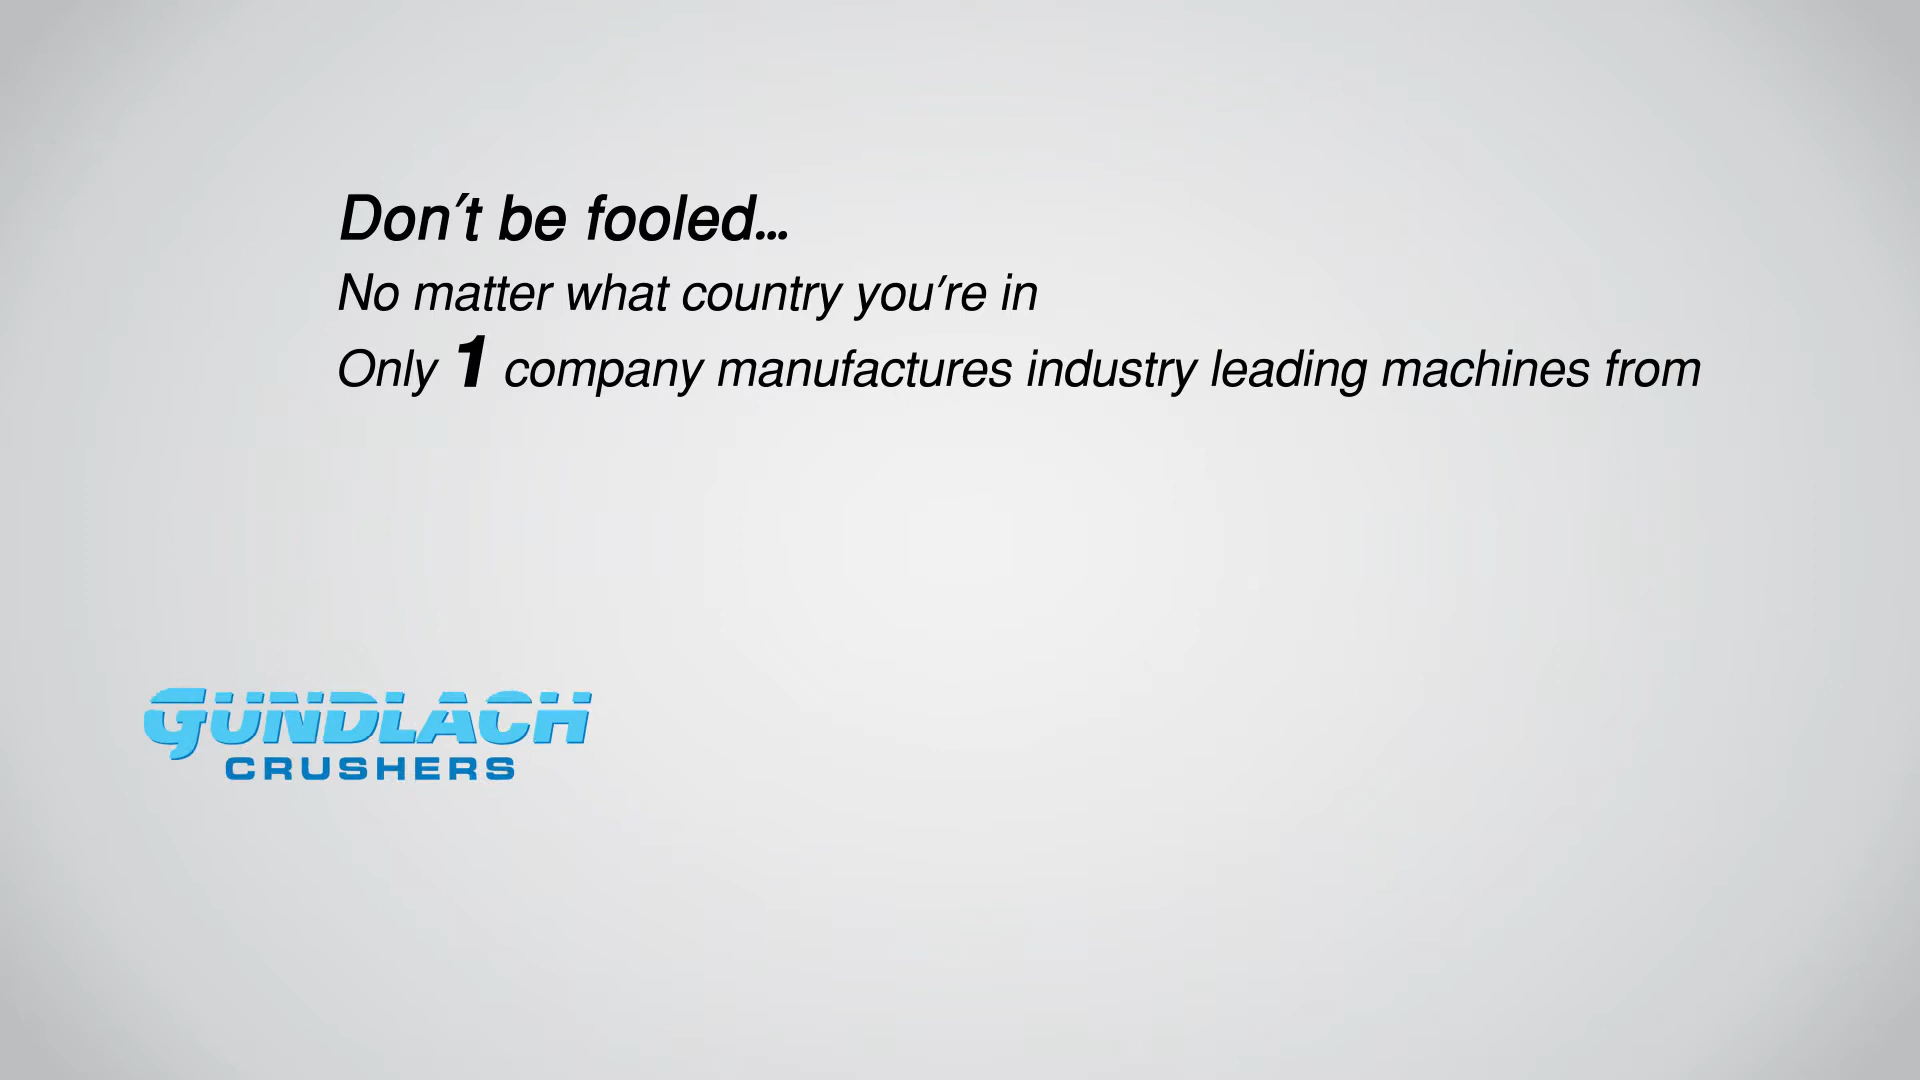 Don't be fooled...
No matter what country you're in
Only 1 company manufactures industry leading machines from
GUNDLACH
CRUSHERS